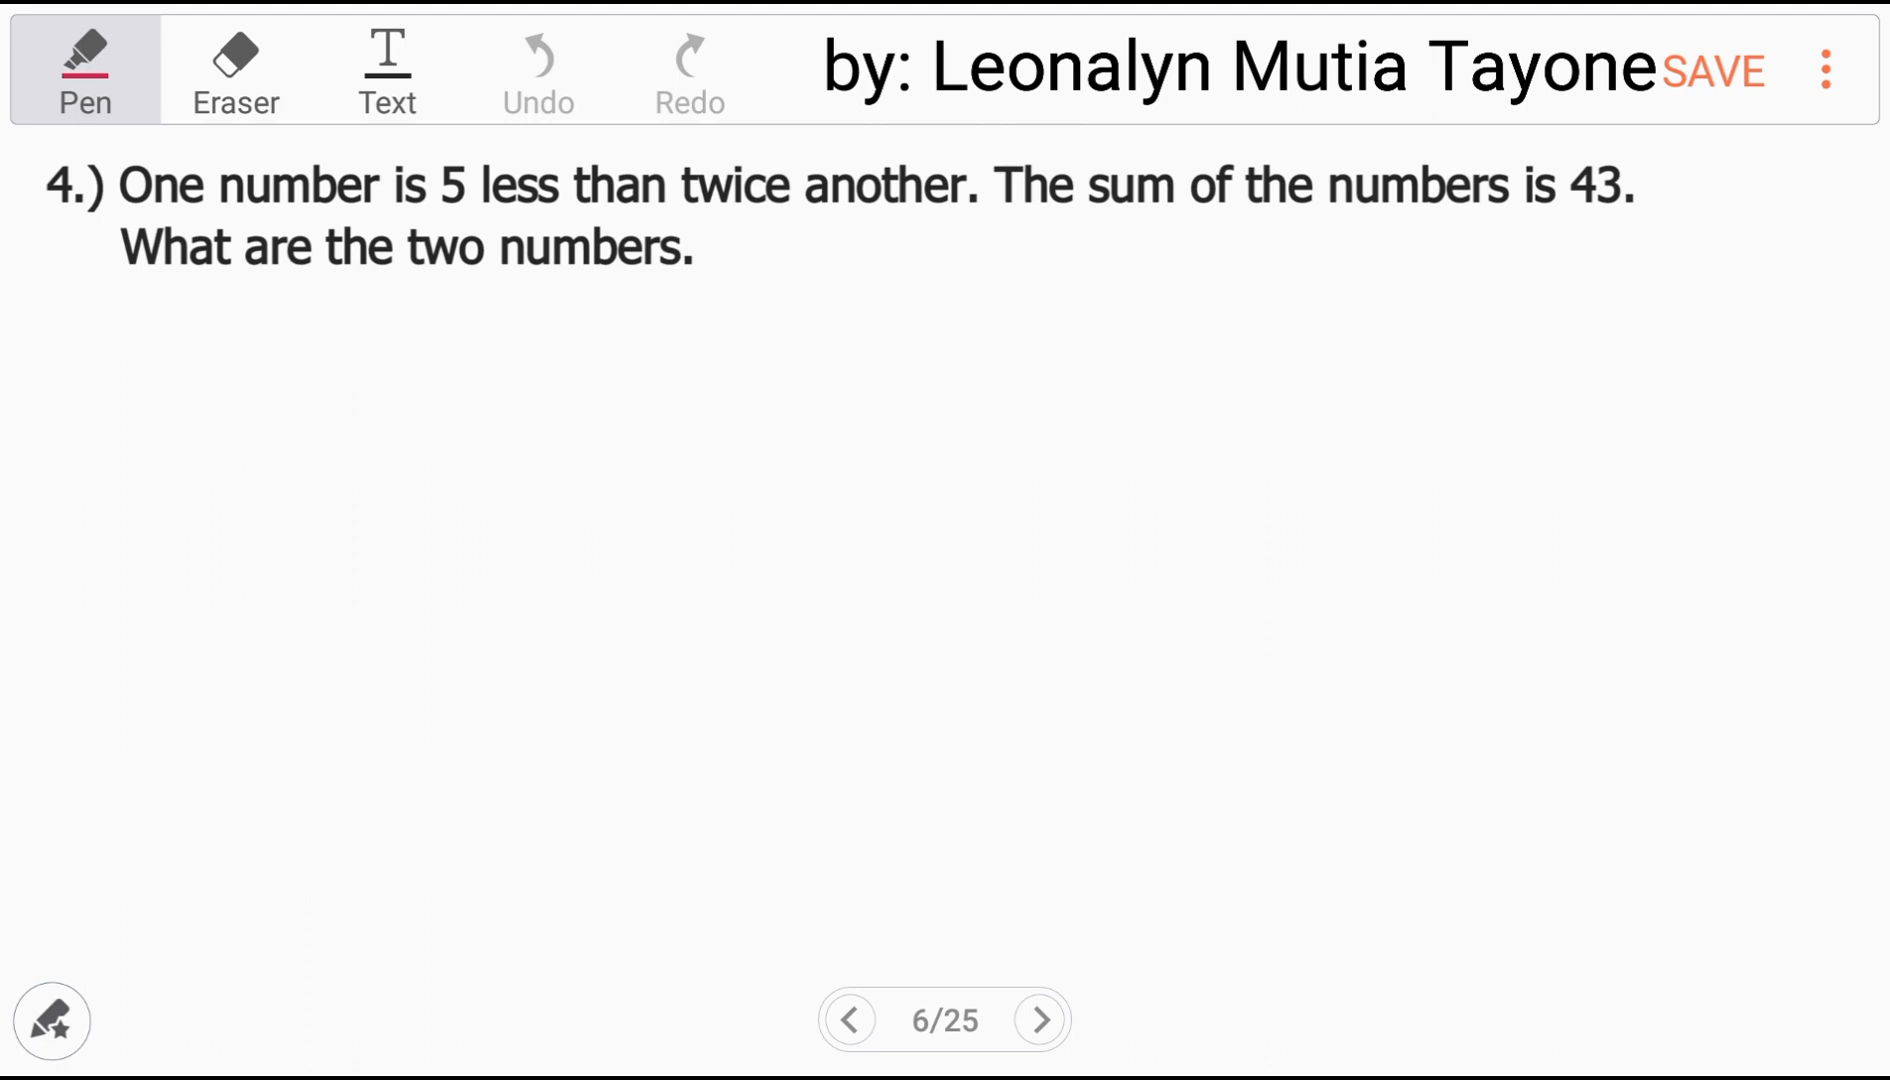 Pen Eraser Text Undo Redo by: Leonalyn Mutia Tayone SAVE
4.) One number is 5 less than twice another. The sum of the numbers is 43.
What are the two numbers.
6/25